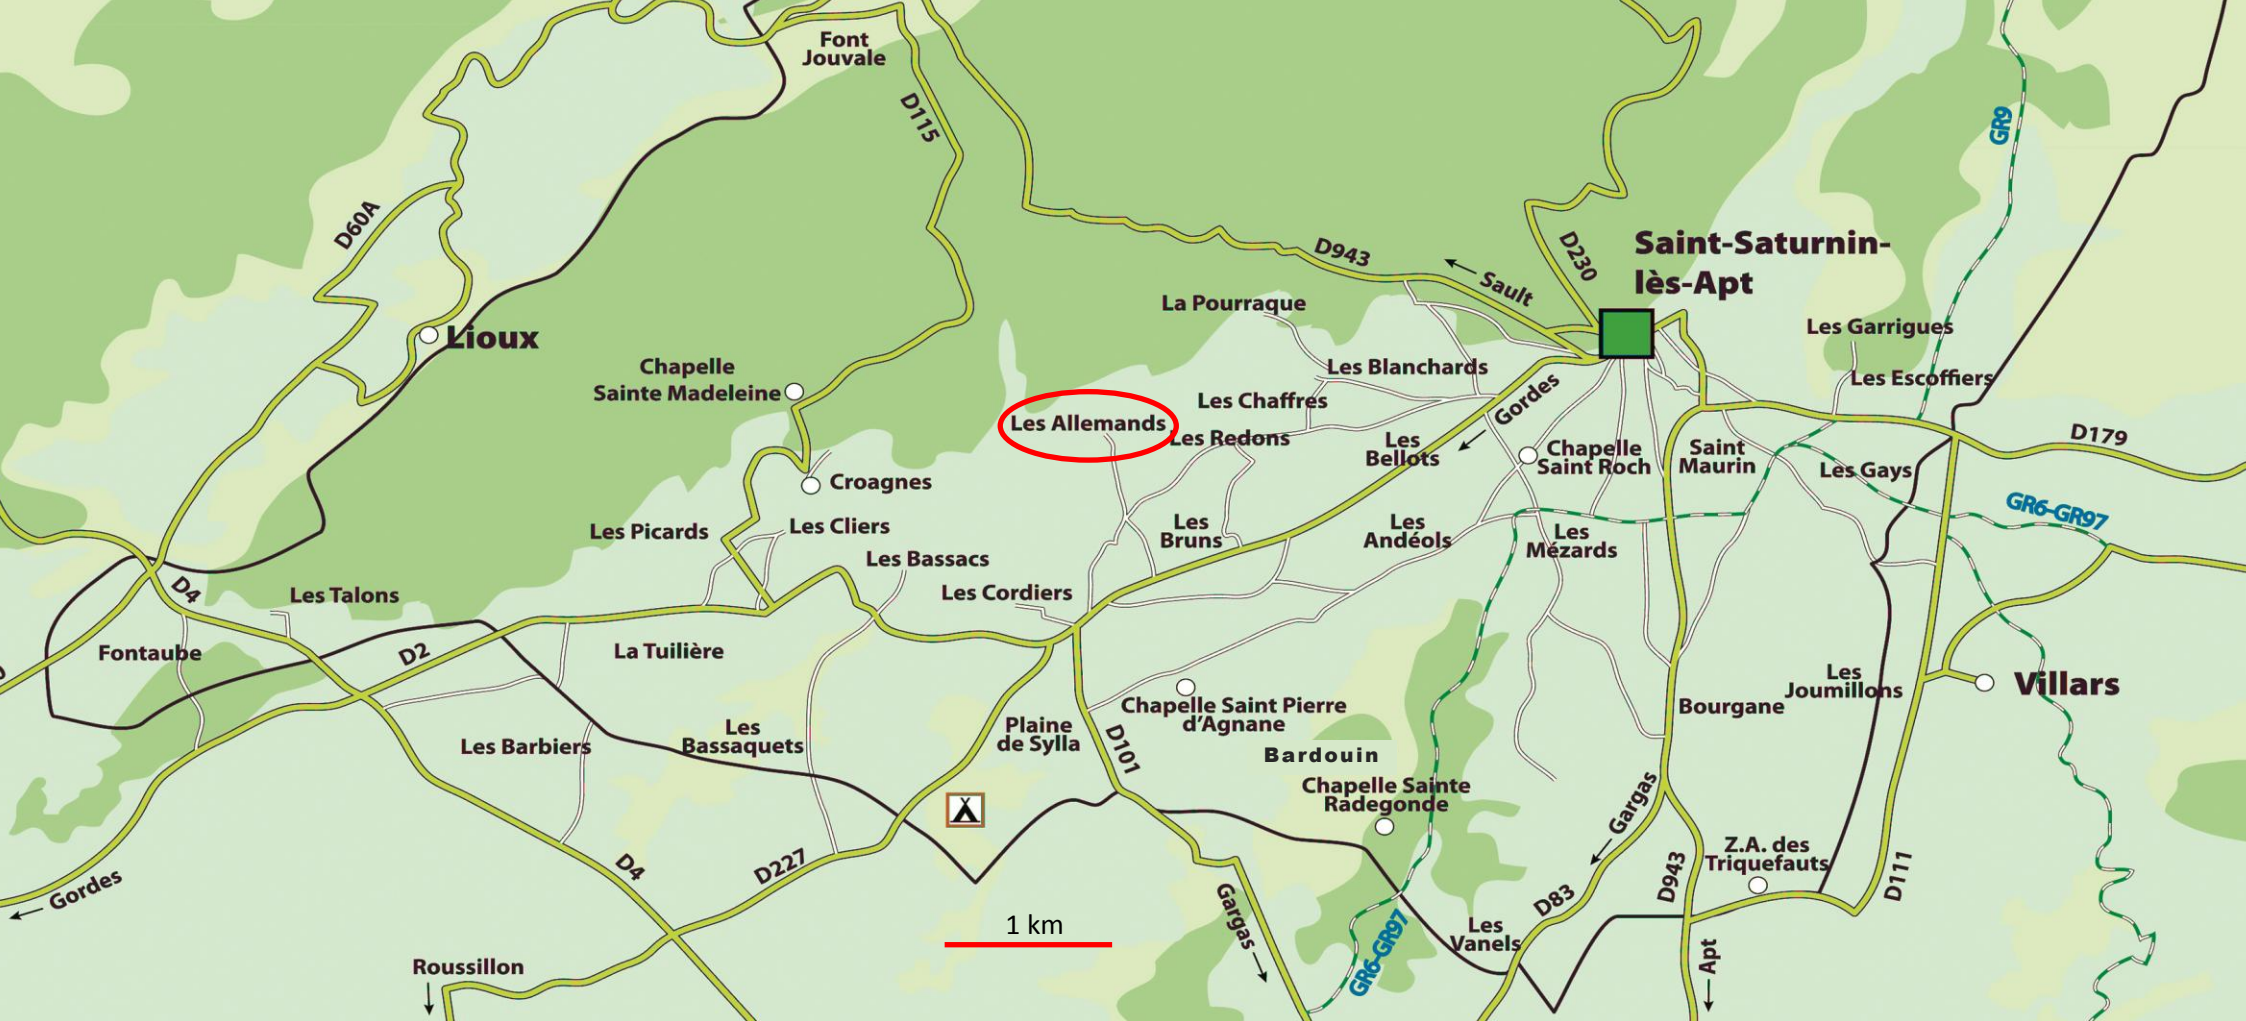 Font
Jouvale
D115
GR9
D60A
D943
Sault
D230
Saint-Saturnin-
lès-Apt
La Pourraque
Les Garrigues
Lioux
Chapelle
Sainte Madeleine
Les Blanchards
Les Escoffiers
Les Chaffres
Gordes
Les Allemands
Les Redons
Les
Bellots
Chapelle
Saint Roch
Saint
Maurin
D179
Les Gays
Croagnes
GR6-GR97
Les Picards
Les Cliers
Les
Bruns
Les
Andéols
Les
Mézards
Les Bassacs
D4
Les Talons
Les Cordiers
Fontaube
D2
La Tuilière
Les
Joumillons
Villars
Chapelle Saint Pierre
d'Agnane
Bourgane
Les Barbiers
Les
Bassaquets
Plaine
de Sylla
D101
Bardouin
Chapelle Sainte
Radegonde
Gargas
Z.A. des
Triquefauts
Gordes
D4
D227
D943
D111
D83
1 km
Gargas
GR6-GR97
Les
Vanels
Apt
Roussillon